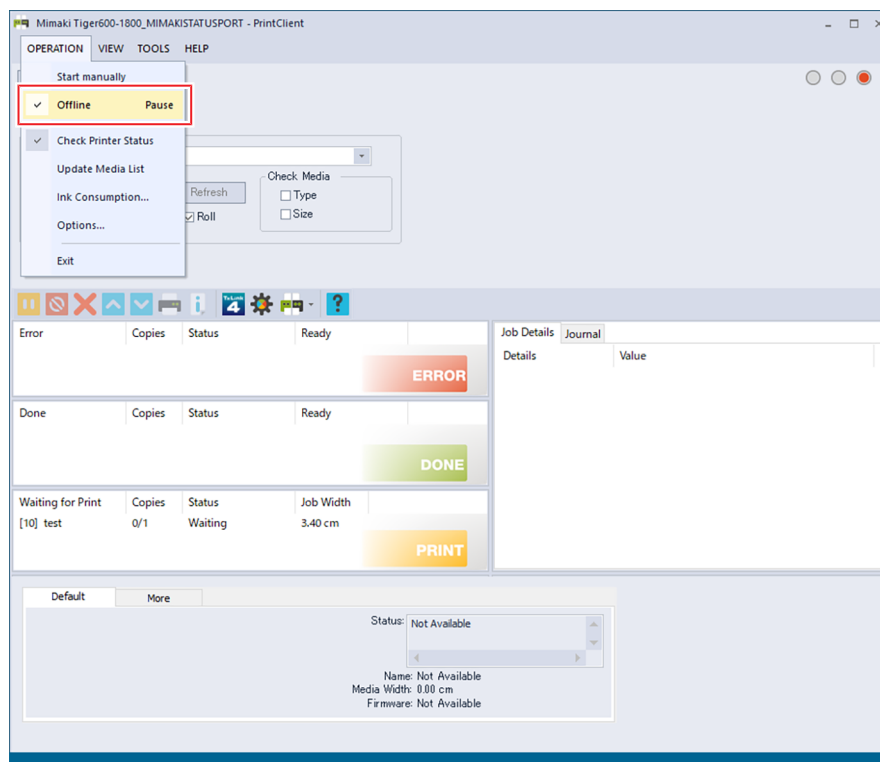 Mimaki Tiger600-1800_MIMAKISTATUSPORT - PrintClient
OPERATION VIEW TOOLS HELP
Start manually
Offline Pause
Check Printer Status
Update Media List
Ink Consumption...
Options...
Exit
Check Media
Refresh
Type
Roll
Size
TxLink
4
?
Error Copies Status Ready
ERROR
Done Copies Status Ready
DONE
Waiting for Print Copies Status Job Width
[10] test 0/1 Waiting 3.40 cm
PRINT
Job Details Journal
Details Value
Default More
Status: Not Available
Name: Not Available
Media Width: 0.00 cm
Firmware: Not Available